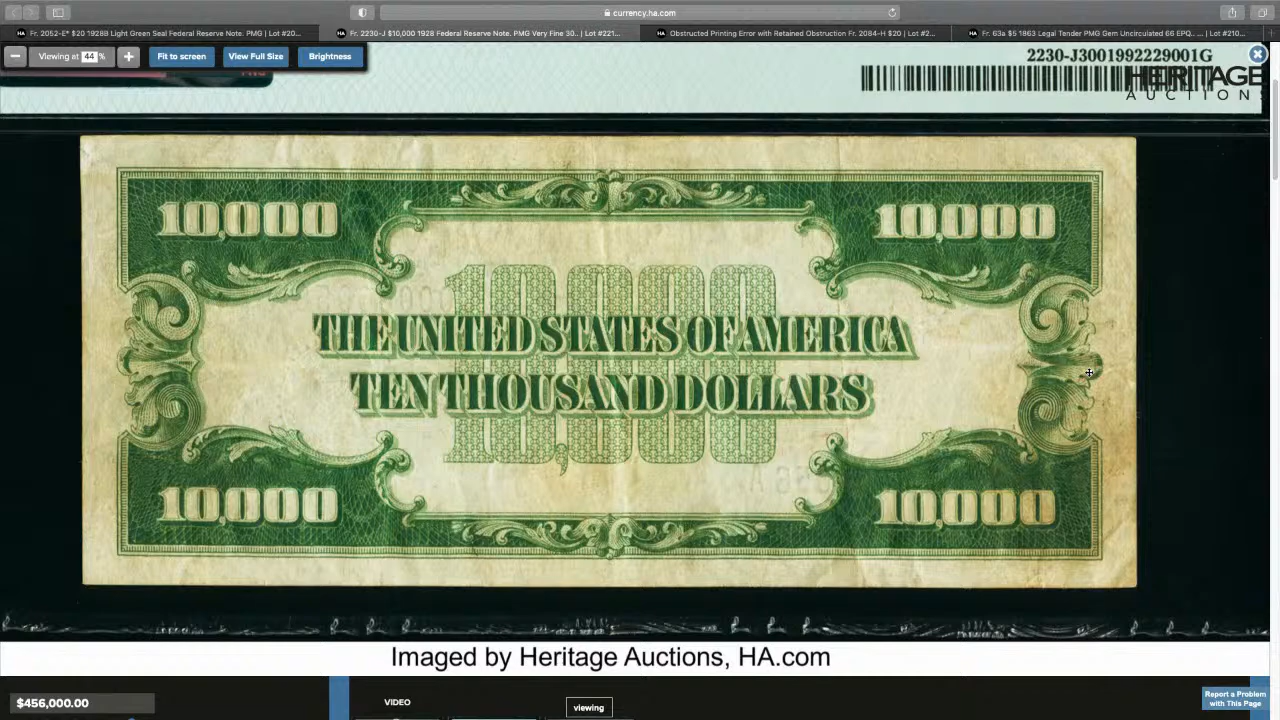 currency.ha.com
Fr. 2052-E* $20 1928B Light Green Seal Federal Reserve Note. PMG | Lot #20...
Fr. 2230-J $10,000 1928 Federal Reserve Note. PMG Very Fine 30.. | Lot #221...
Obstructed Printing Error with Retained Obstruction Fr. 2084-H $20 | Lot #2...
Fr. 63a $5 1863 Legal Tender PMG Gem Uncirculated 66 EPQ.. .. | Lot #210...
Viewing at 44 %
Fit to screen
View Full Size
Brightness
2230-J3001992229001G
HERITAGE
AUCTIONS
10,000
10,000
10,000
THE UNITED STATES OF AMERICA
TEN THOUSAND DOLLARS
10,000
10,000
Imaged by Heritage Auctions, HA.com
$456,000.00
VIDEO
viewing
Report a Problem
with This Page